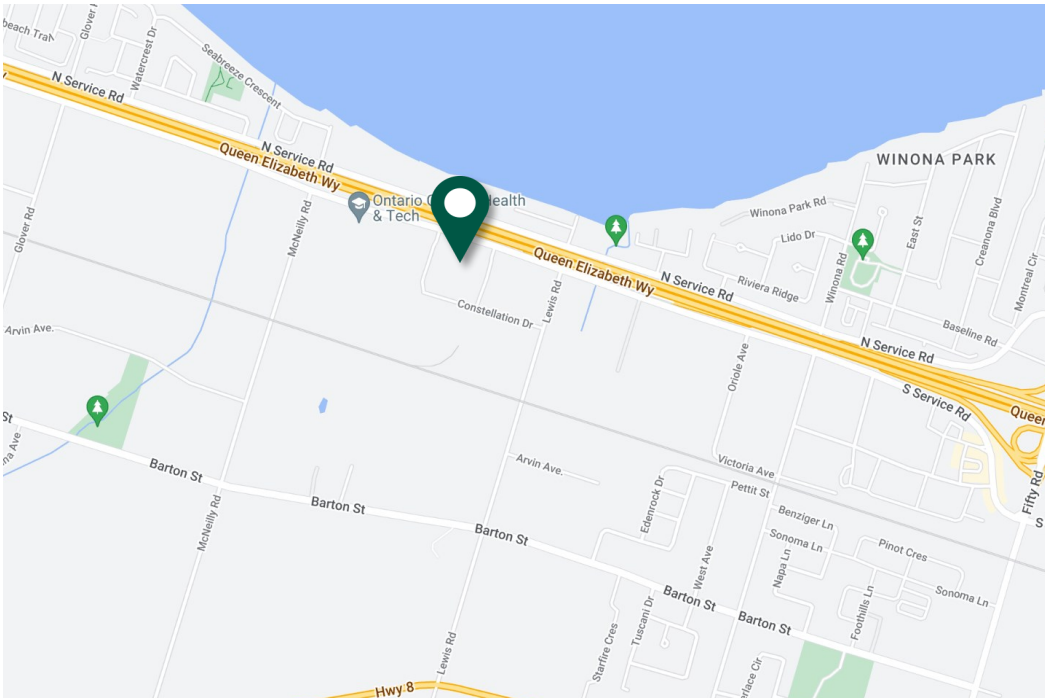 beach Trail
Glover R
Watercrest Dr
Seabreeze Crescent
N Service Rd
N Service Rd
Queen Elizabeth Wy
WINONA PARK
Ontario C
Health
& Tech
Winona Park Rd
Lido Dr
East St
Creanona Blvd
Glover Rd
McNeilly Rd
Queen Elizabeth Wy
N Service Rd
Riviera Ridge
Winona Rd
Montreal Cir
Constellation Dr
Lewis Rd
Baseline Rd
Arvin Ave.
N Service Rd
Oriole Ave
S Service Rd
Queen
St
Barton St
Arvin Ave.
Victoria Ave
Pettit St
Fifty Rd
S
McNeilly Rd
Barton St
Edenrock Dr
Benziger Ln
Barton St
Sonoma Ln
Pinot Cres
West Ave
Napa Ln
Sonoma Ln
Barton St
Barton St
Foothills Ln
Lewis Rd
Starfire Cres
Tuscani Dr
Hwy 8